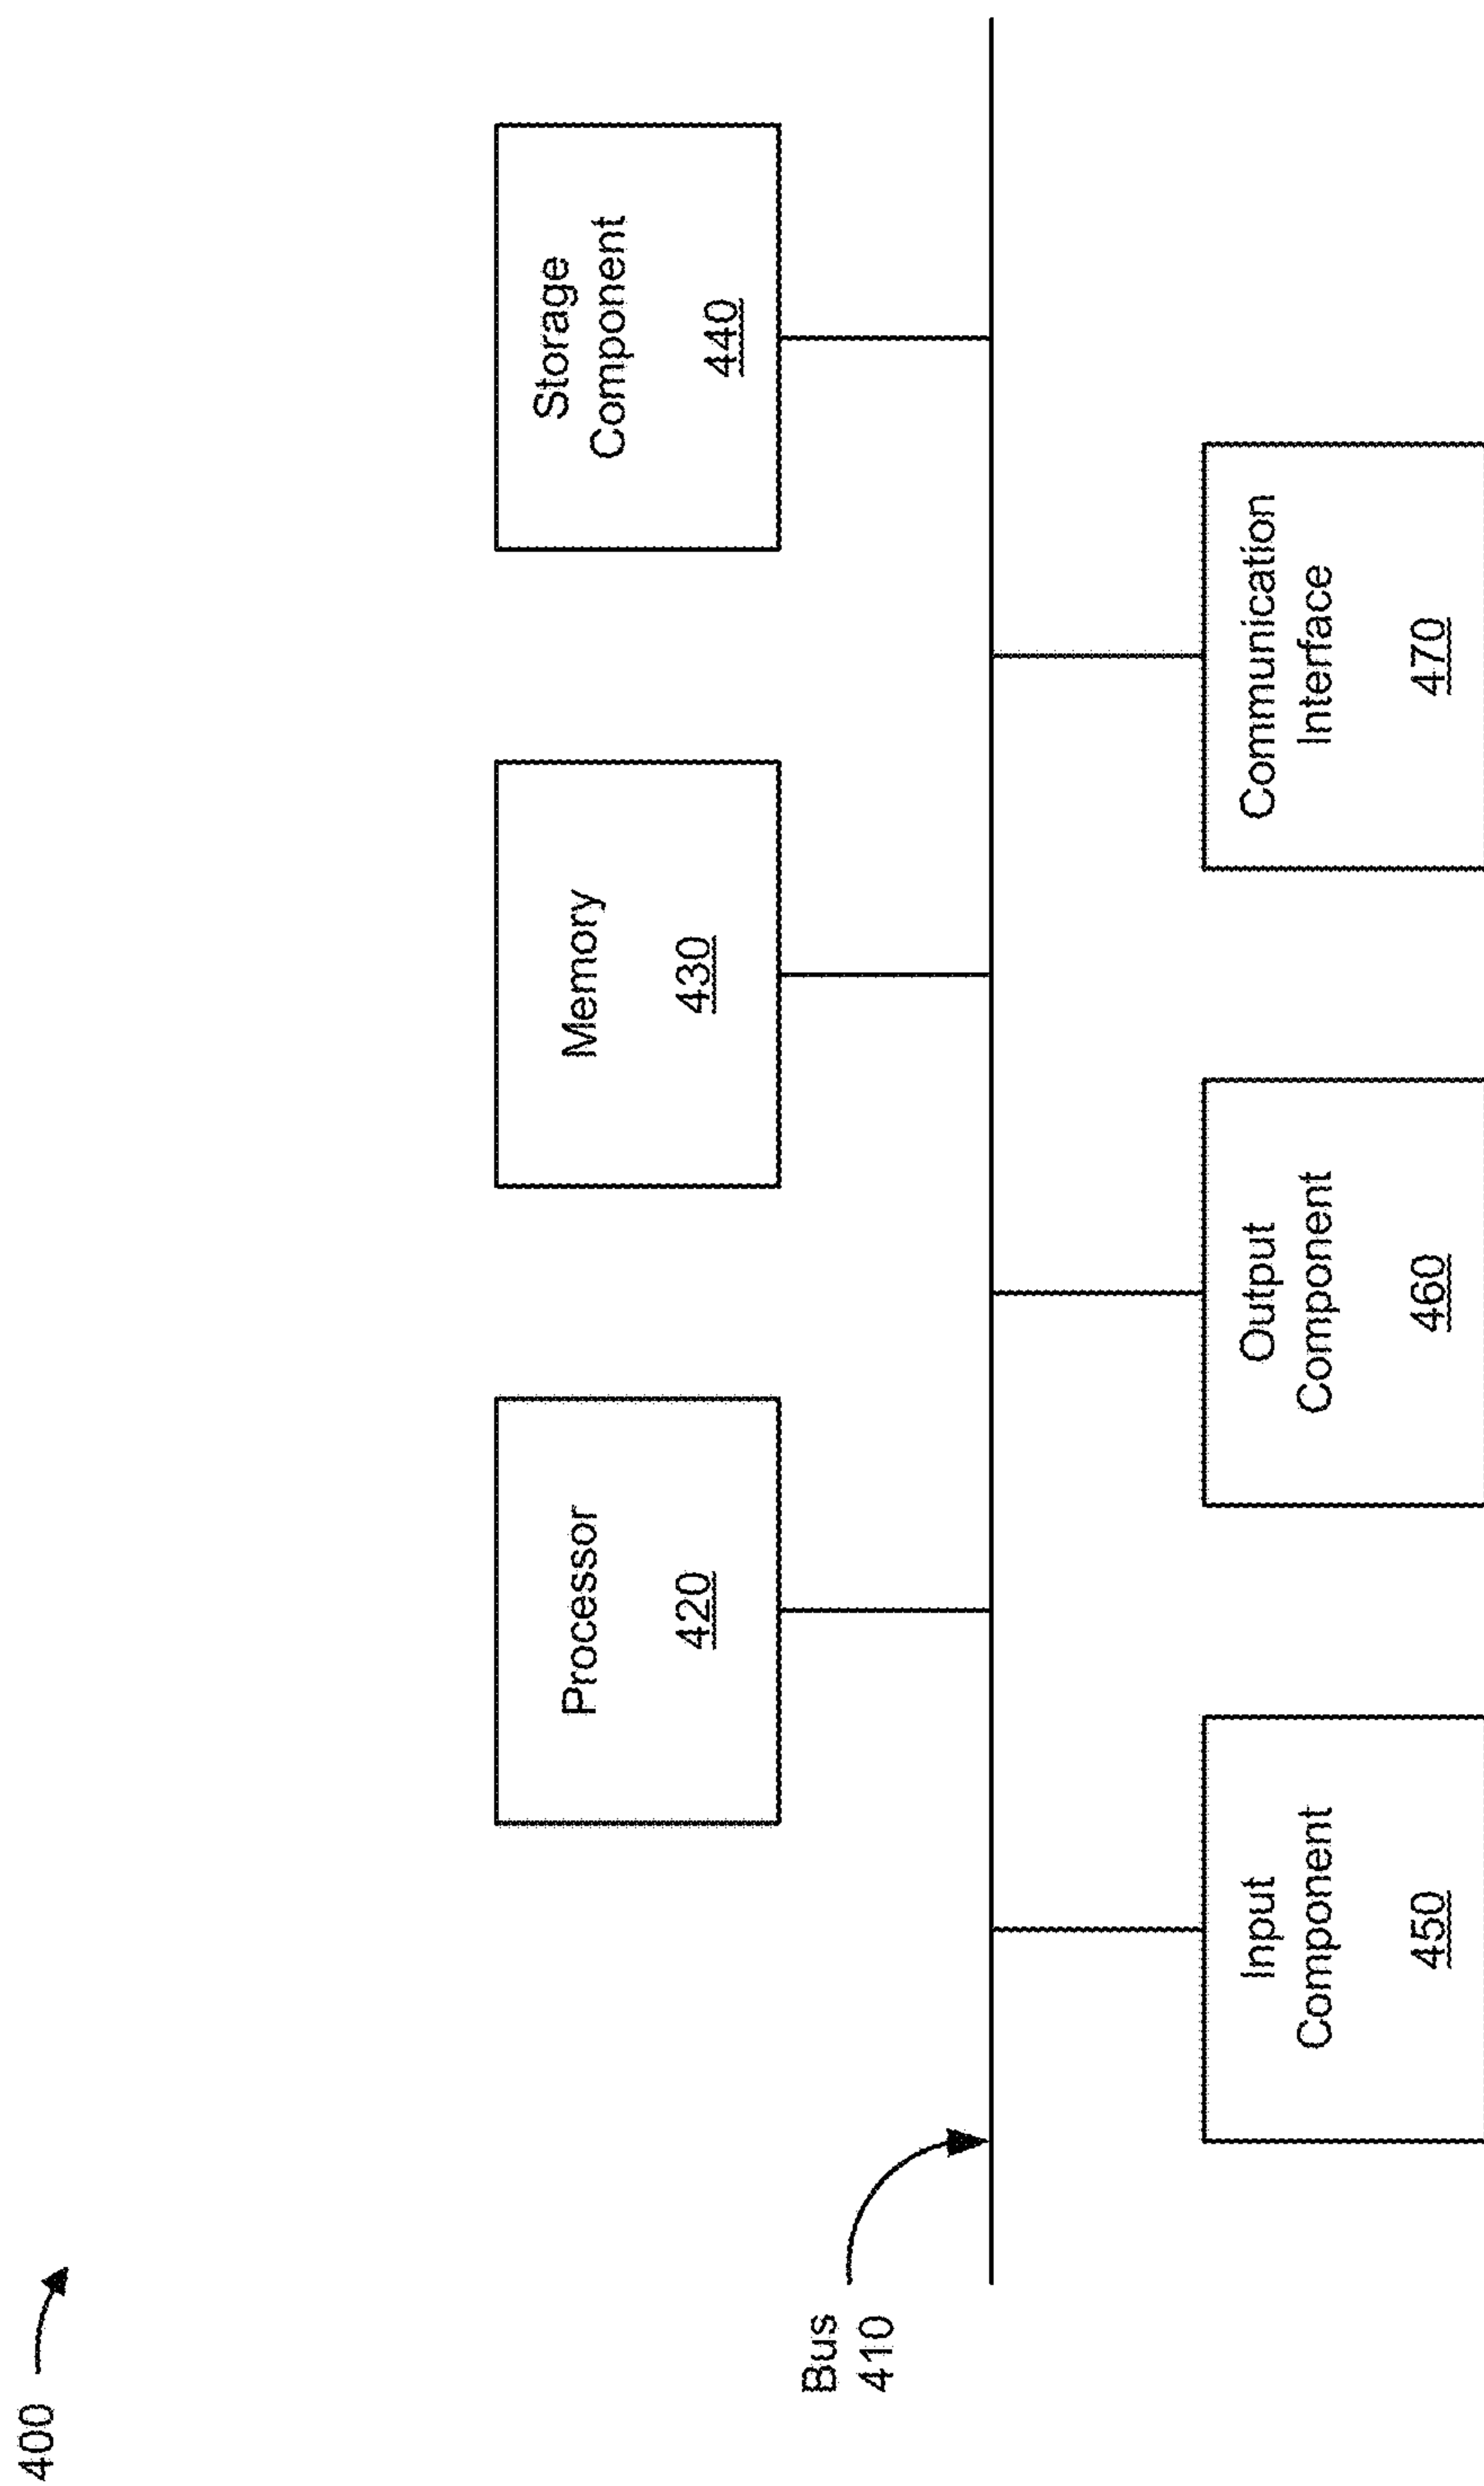 400
Bus
410
Processor
420
Memory
430
Storage
Component
440
Input
Component
450
Output
Component
460
Communication
Interface
470